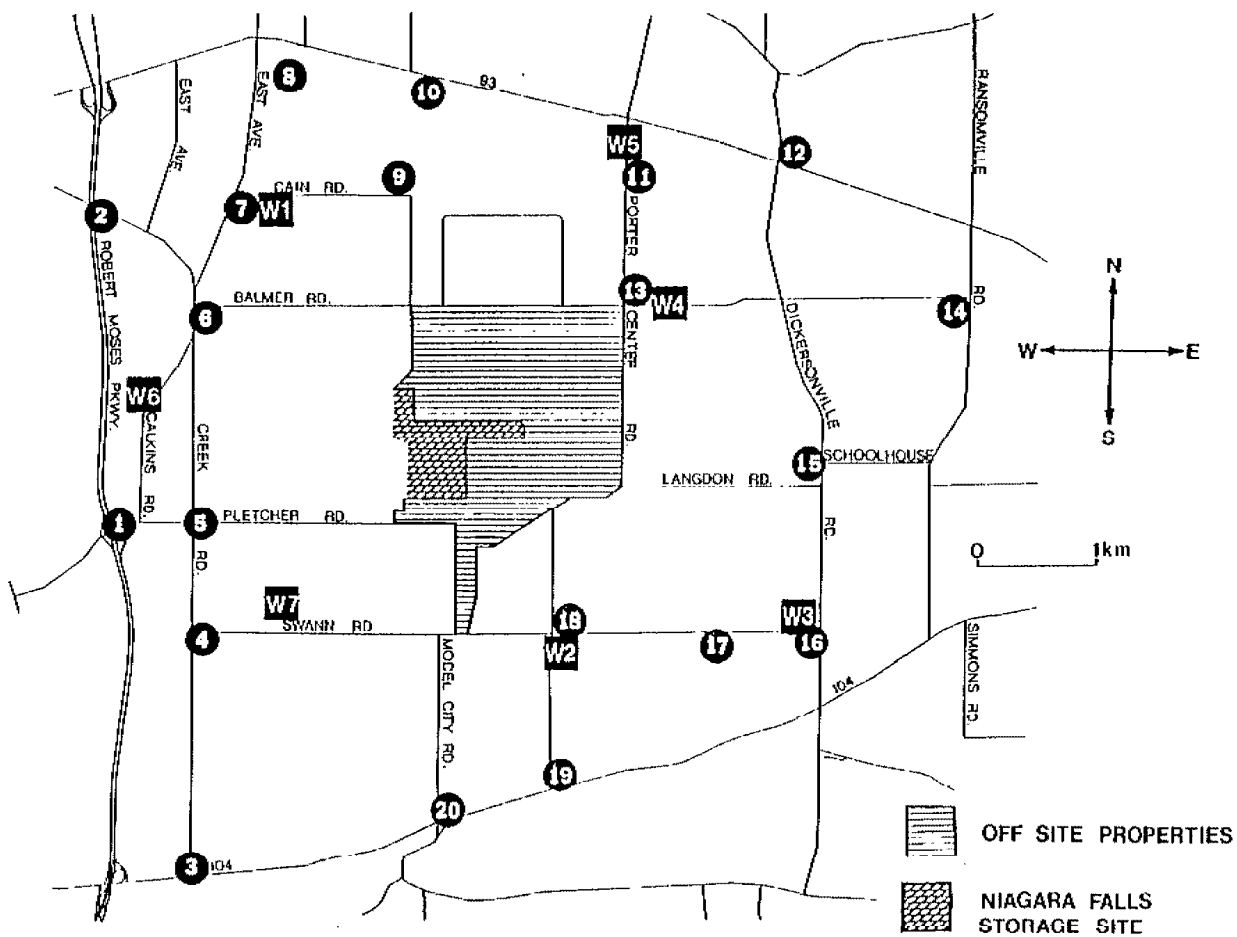 8
EAST AVE.
EAST AVE.
93
10
RANSOMVILLE RD.
W5
12
9
11
CAIN RD.
7
W1
2
PORTER CENTER RD.
ROBERT MOSES PKWY.
N
W E
S
BALMER RD.
13
W4
14
6
DICKERSONVILLE
W6
CALKINS RD.
CREEK RD.
15
SCHOOLHOUSE
LANGDON RD.
1
5
PLETCHER RD.
RD.
0 1km
W7
18
W3
SWANN RD
4
W2
17
16
MODEL CITY RD.
SIMMONS RD.
104
19
20
3
104
OFF SITE PROPERTIES
NIAGARA FALLS
STORAGE SITE